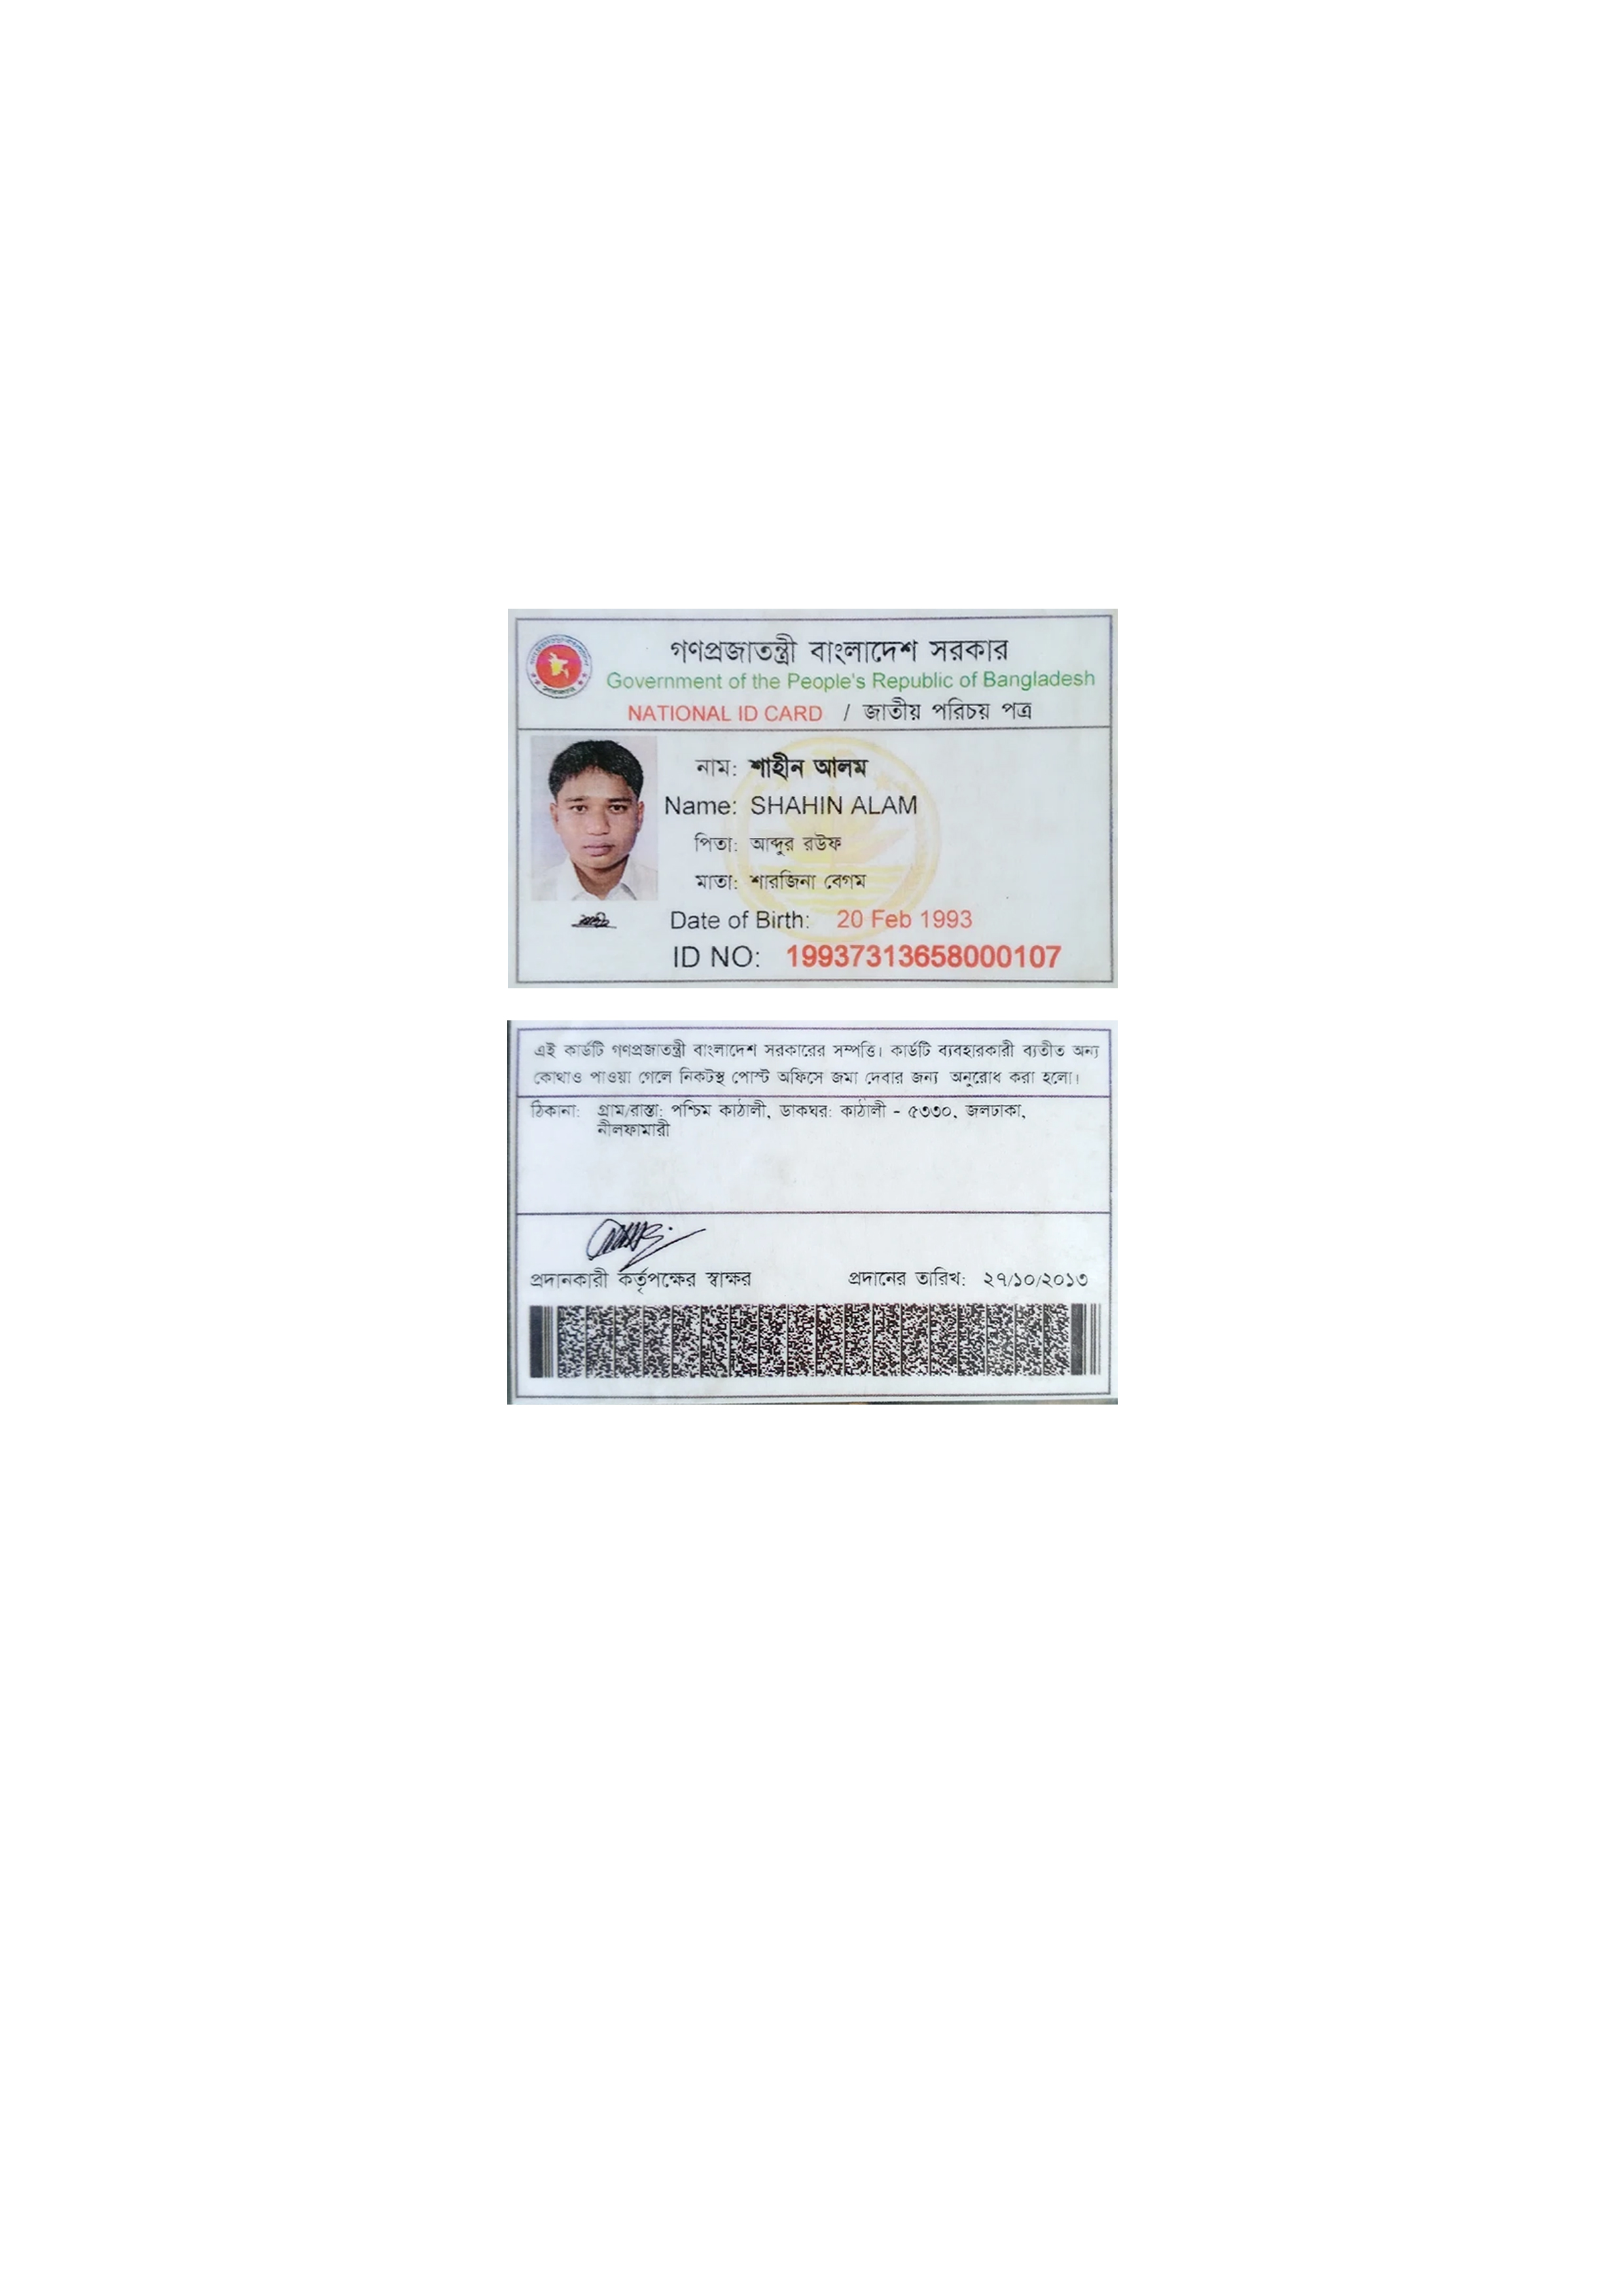 গণপ্রজাতন্ত্রী বাংলাদেশ সরকার
Government of the People's Republic of Bangladesh
NATIONAL ID CARD / জাতীয় পরিচয় পত্র
নাম: শাহীন আলম
Name: SHAHIN ALAM
পিতা: আব্দুর রউফ
মাতা: শারজিনা বেগম
Date of Birth: 20 Feb 1993
ID NO: 19937313658000107
এই কার্ডটি গণপ্রজাতন্ত্রী বাংলাদেশ সরকারের সম্পত্তি। কার্ডটি ব্যবহারকারী ব্যতীত অন্য
কোথাও পাওয়া গেলে নিকটস্থ পোস্ট অফিসে জমা দেবার জন্য অনুরোধ করা হলো।
ঠিকানা: গ্রাম/রাস্তা: পশ্চিম কাঠালী, ডাকঘর: কাঠালী - ৫৩৩০, জলঢাকা,
নীলফামারী
প্রদানকারী কর্তৃপক্ষের স্বাক্ষর প্রদানের তারিখ: ২৭/১০/২০১৩